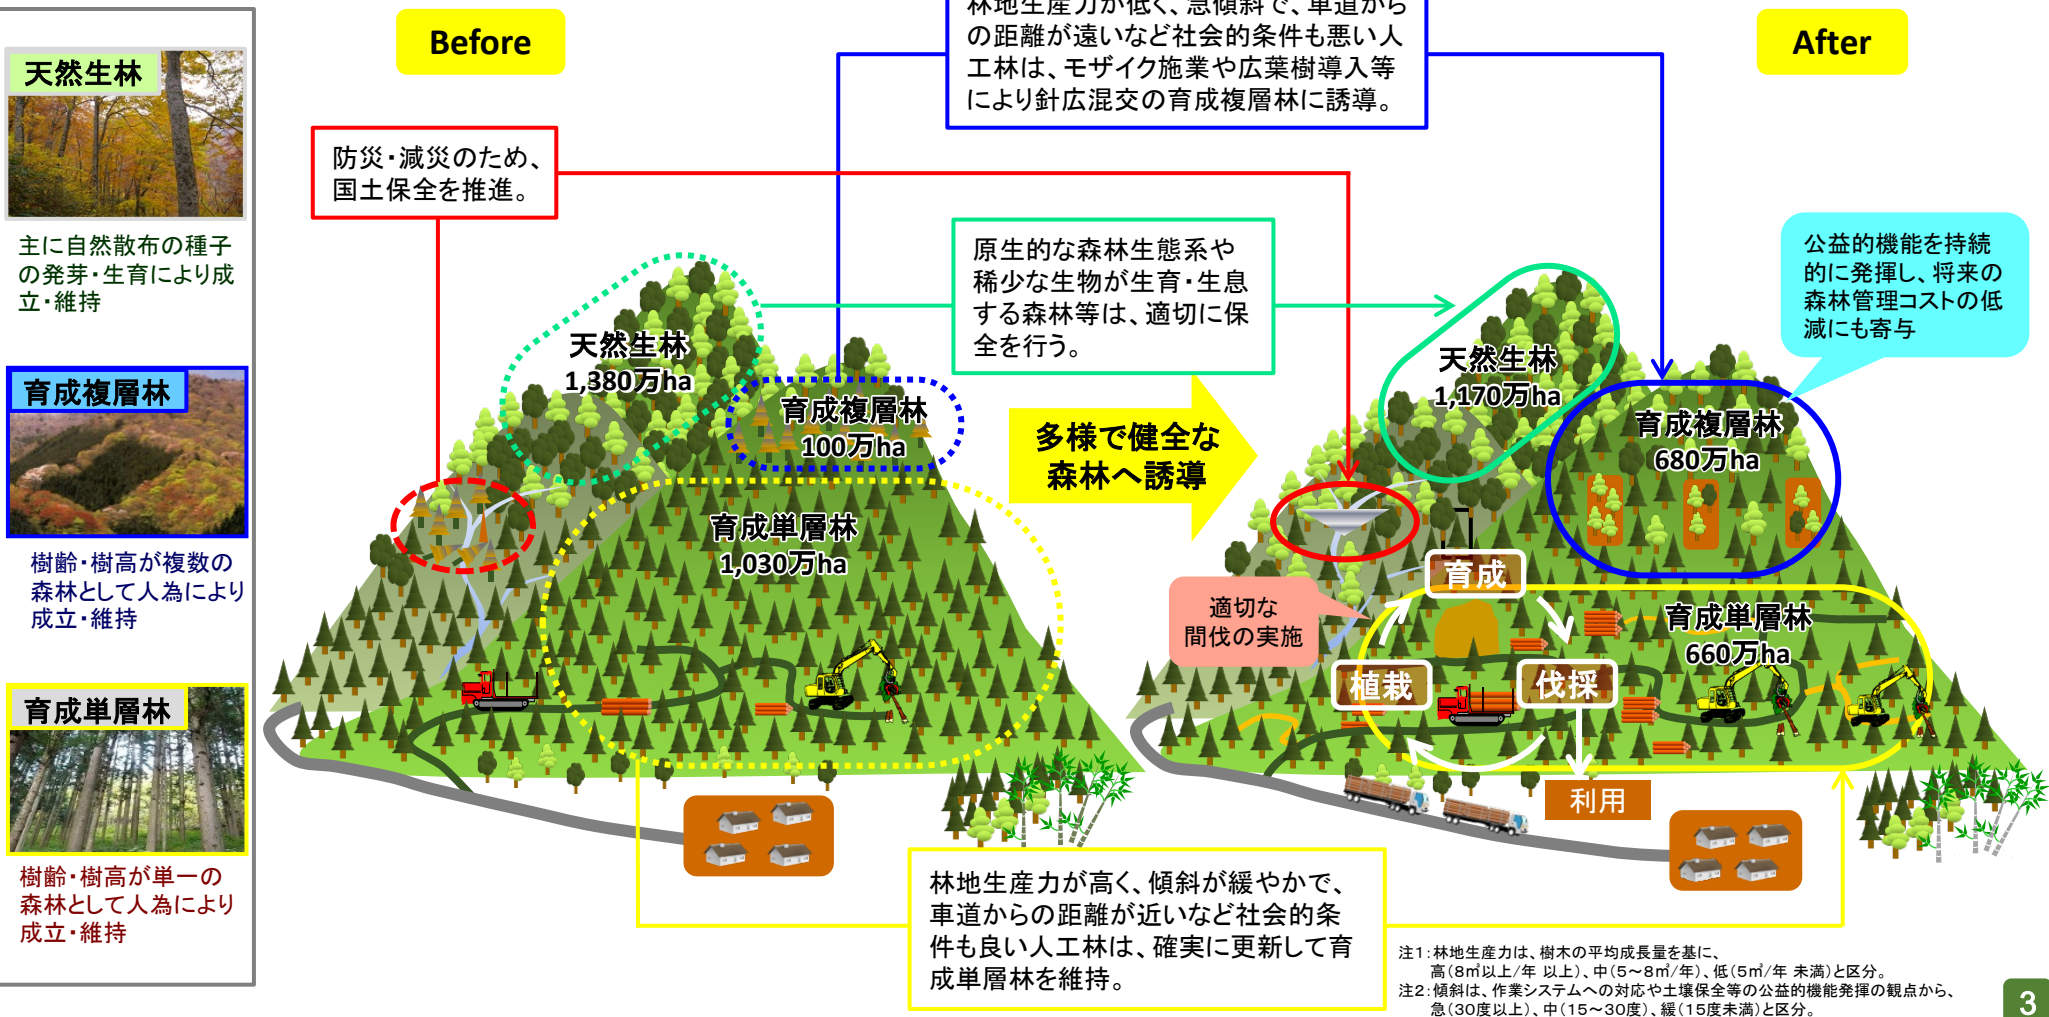 Before
After
天然生林
主に自然散布の種子
の発芽・生育により成
立・維持
育成複層林
樹齢・樹高が複数の
森林として人為により
成立・維持
育成単層林
樹齢・樹高が単一の
森林として人為により
成立・維持
林地生産力が低く、急傾斜で、車道から
の距離が遠いなど社会的条件も悪い人
工林は、モザイク施業や広葉樹導入等
により針広混交の育成複層林に誘導。
防災・減災のため、
国土保全を推進。
原生的な森林生態系や
稀少な生物が生育・生息
する森林等は、適切に保
全を行う。
公益的機能を持続
的に発揮し、将来の
森林管理コストの低
減にも寄与
天然生林
1,380万ha
育成複層林
100万ha
育成単層林
1,030万ha
多様で健全な
森林へ誘導
天然生林
1,170万ha
育成複層林
680万ha
育成単層林
660万ha
適切な
間伐の実施
育成
植栽
伐採
利用
林地生産力が高く、傾斜が緩やかで、
車道からの距離が近いなど社会的条
件も良い人工林は、確実に更新して育
成単層林を維持。
注1：林地生産力は、樹木の平均成長量を基に、
高（8㎥以上/年 以上）、中（5～8㎥/年）、低（5㎥/年 未満）と区分。
注2：傾斜は、作業システムへの対応や土壌保全等の公益的機能発揮の観点から、
急（30度以上）、中（15～30度）、緩（15度未満）と区分。
3